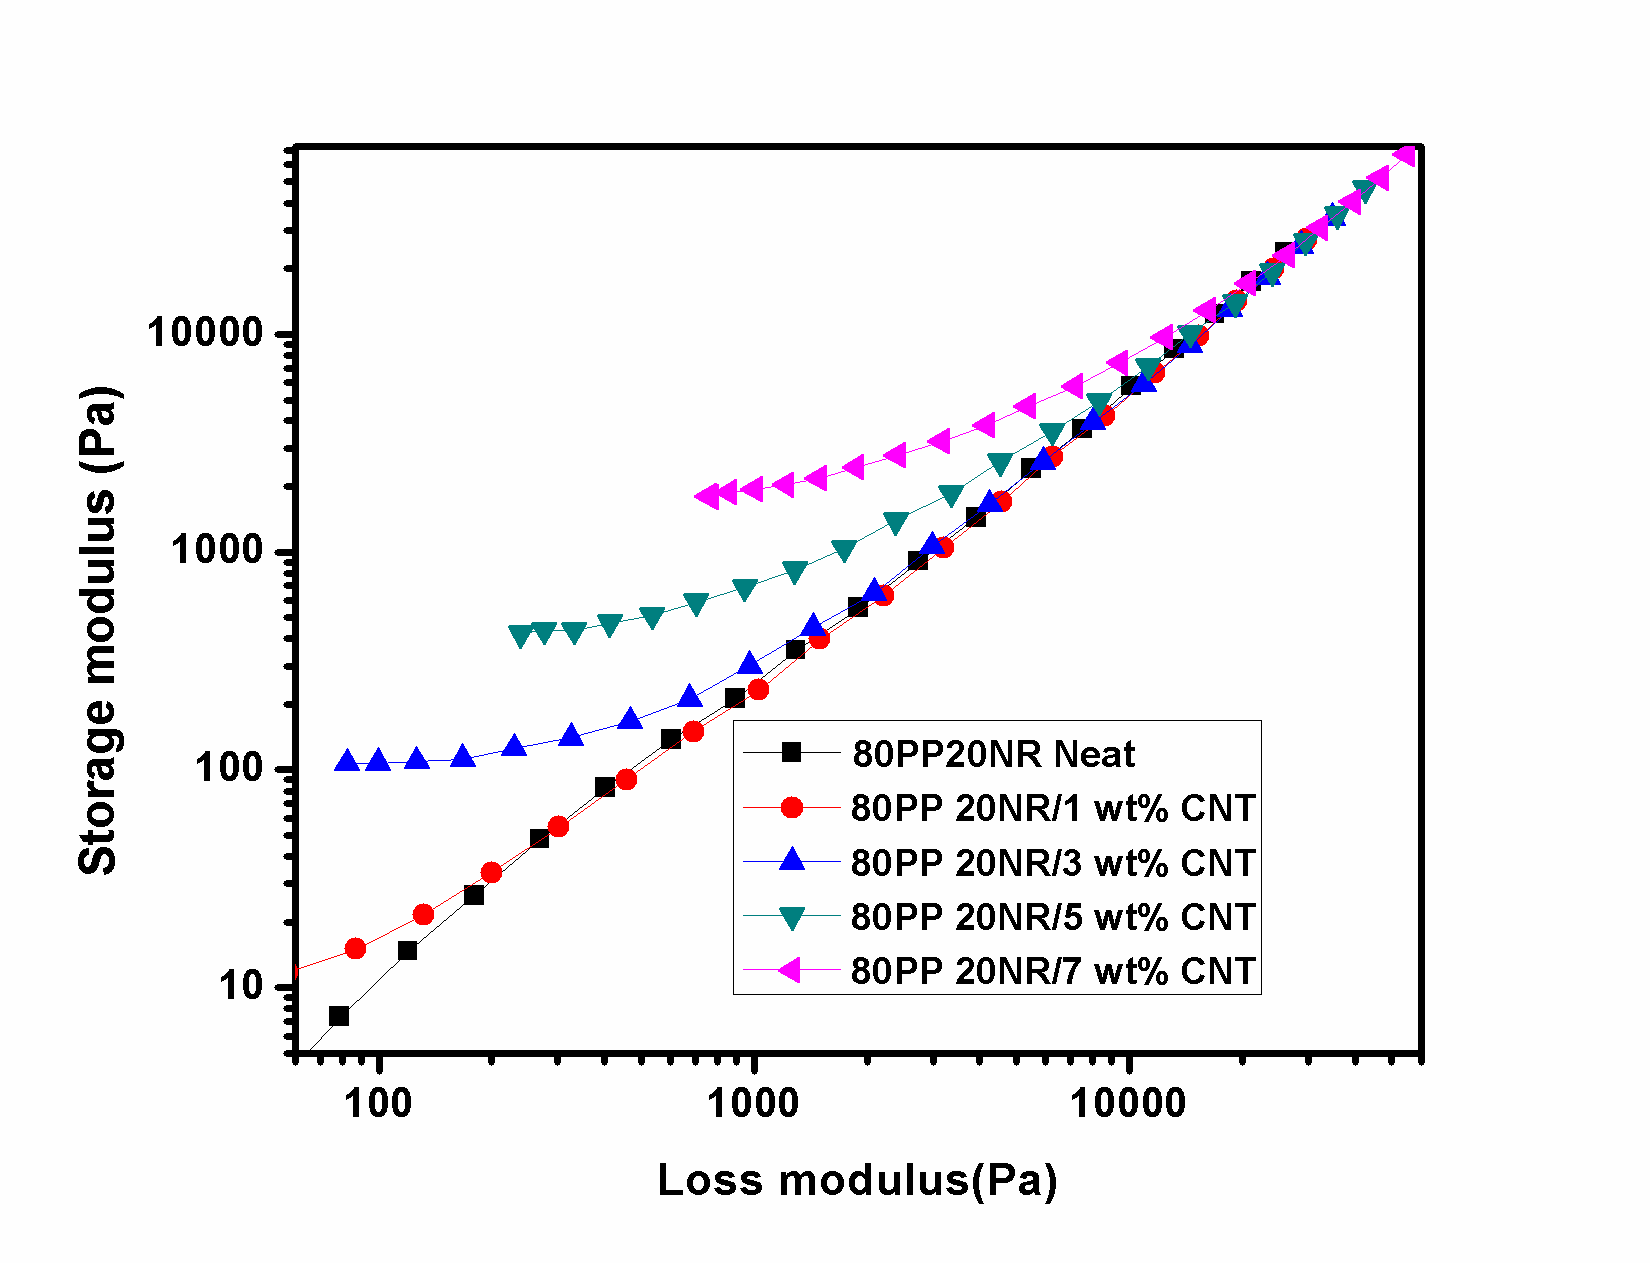 Storage modulus (Pa)
10000
1000
100
10
80PP20NR Neat
80PP 20NR/1 wt% CNT
80PP 20NR/3 wt% CNT
80PP 20NR/5 wt% CNT
80PP 20NR/7 wt% CNT
100
1000
10000
Loss modulus(Pa)